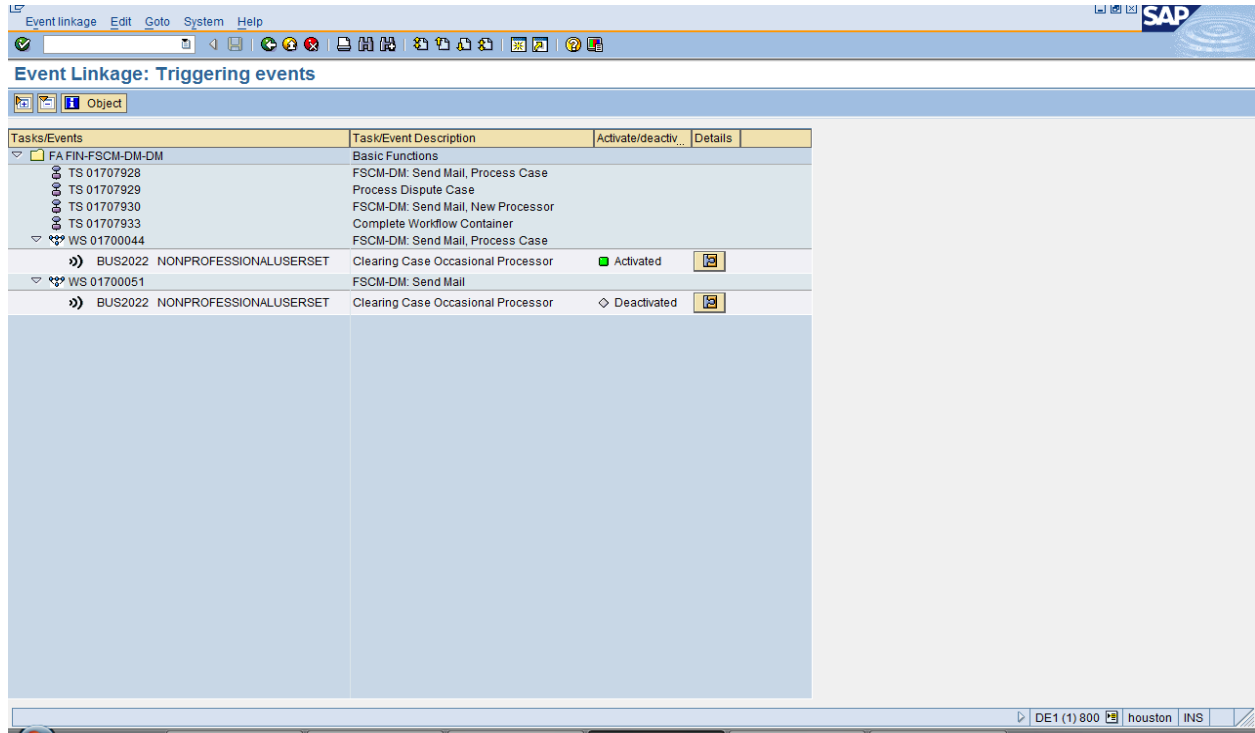 Event linkage Edit Goto System Help
SAP
Event Linkage: Triggering events
Object
Tasks/Events Task/Event Description Activate/deactiv... Details
FA FIN-FSCM-DM-DM Basic Functions
TS 01707928 FSCM-DM: Send Mail, Process Case
TS 01707929 Process Dispute Case
TS 01707930 FSCM-DM: Send Mail, New Processor
TS 01707933 Complete Workflow Container
WS 01700044 FSCM-DM: Send Mail, Process Case
BUS2022 NONPROFESSIONALUSERSET Clearing Case Occasional Processor Activated
WS 01700051 FSCM-DM: Send Mail
BUS2022 NONPROFESSIONALUSERSET Clearing Case Occasional Processor Deactivated
DE1 (1) 800 houston INS